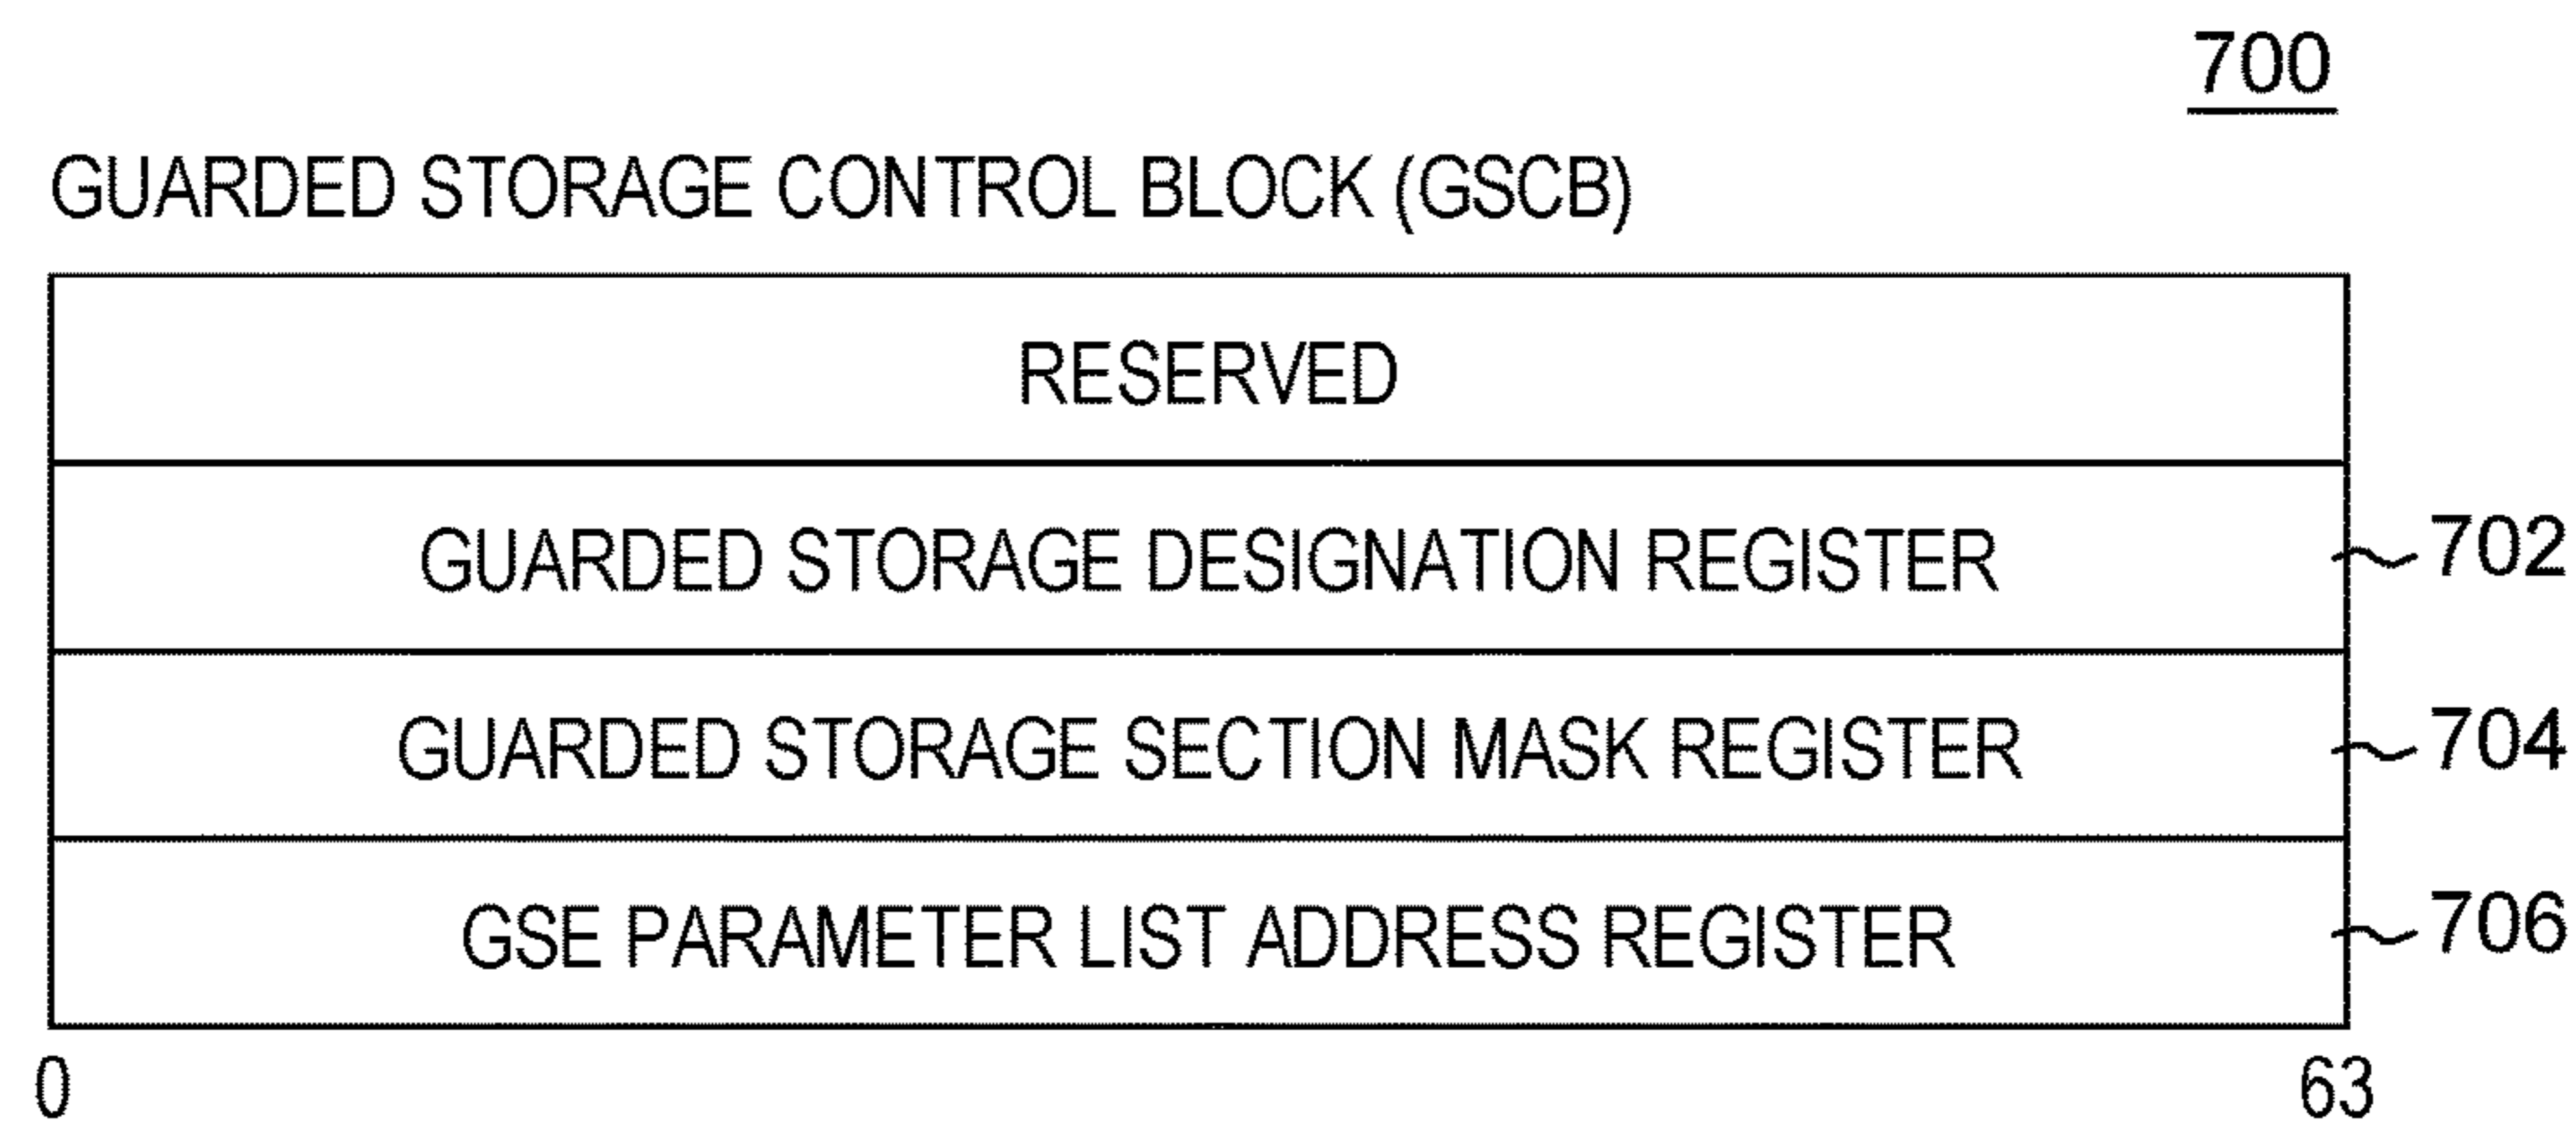 700
GUARDED STORAGE CONTROL BLOCK (GSCB)
RESERVED
GUARDED STORAGE DESIGNATION REGISTER 702
GUARDED STORAGE SECTION MASK REGISTER 704
GSE PARAMETER LIST ADDRESS REGISTER 706
0 63